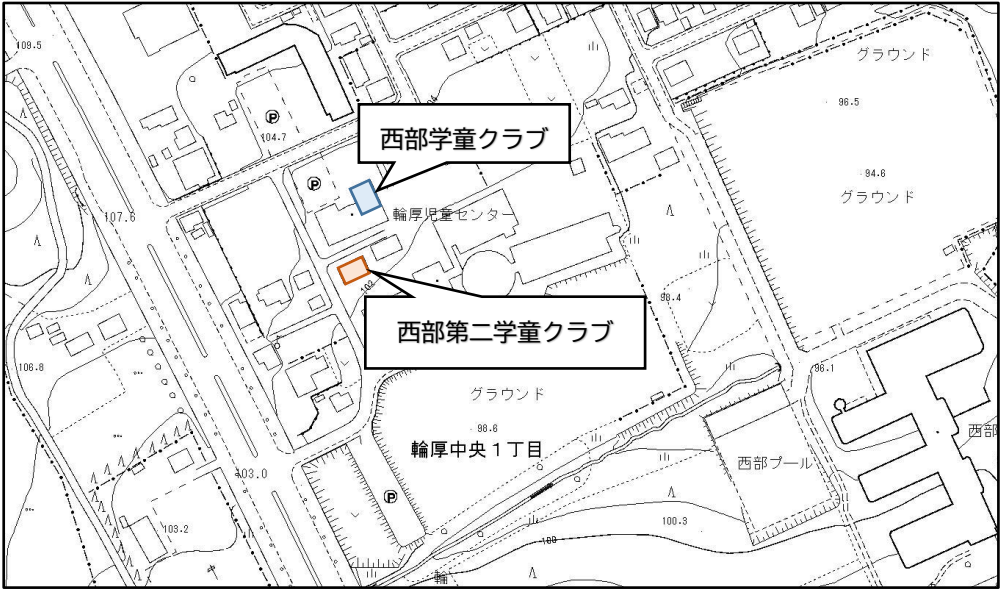 109.5
グラウンド
96.5
Ⓟ
104.7
104
西部学童クラブ
94.6
Ⓟ
グラウンド
輪厚児童センター
107.6
102
98.4
西部第二学童クラブ
106.8
96.1
グラウンド
98.6
西部
輪厚中央1丁目
西部プール
103.0
Ⓟ
100.3
103.2
100
輪